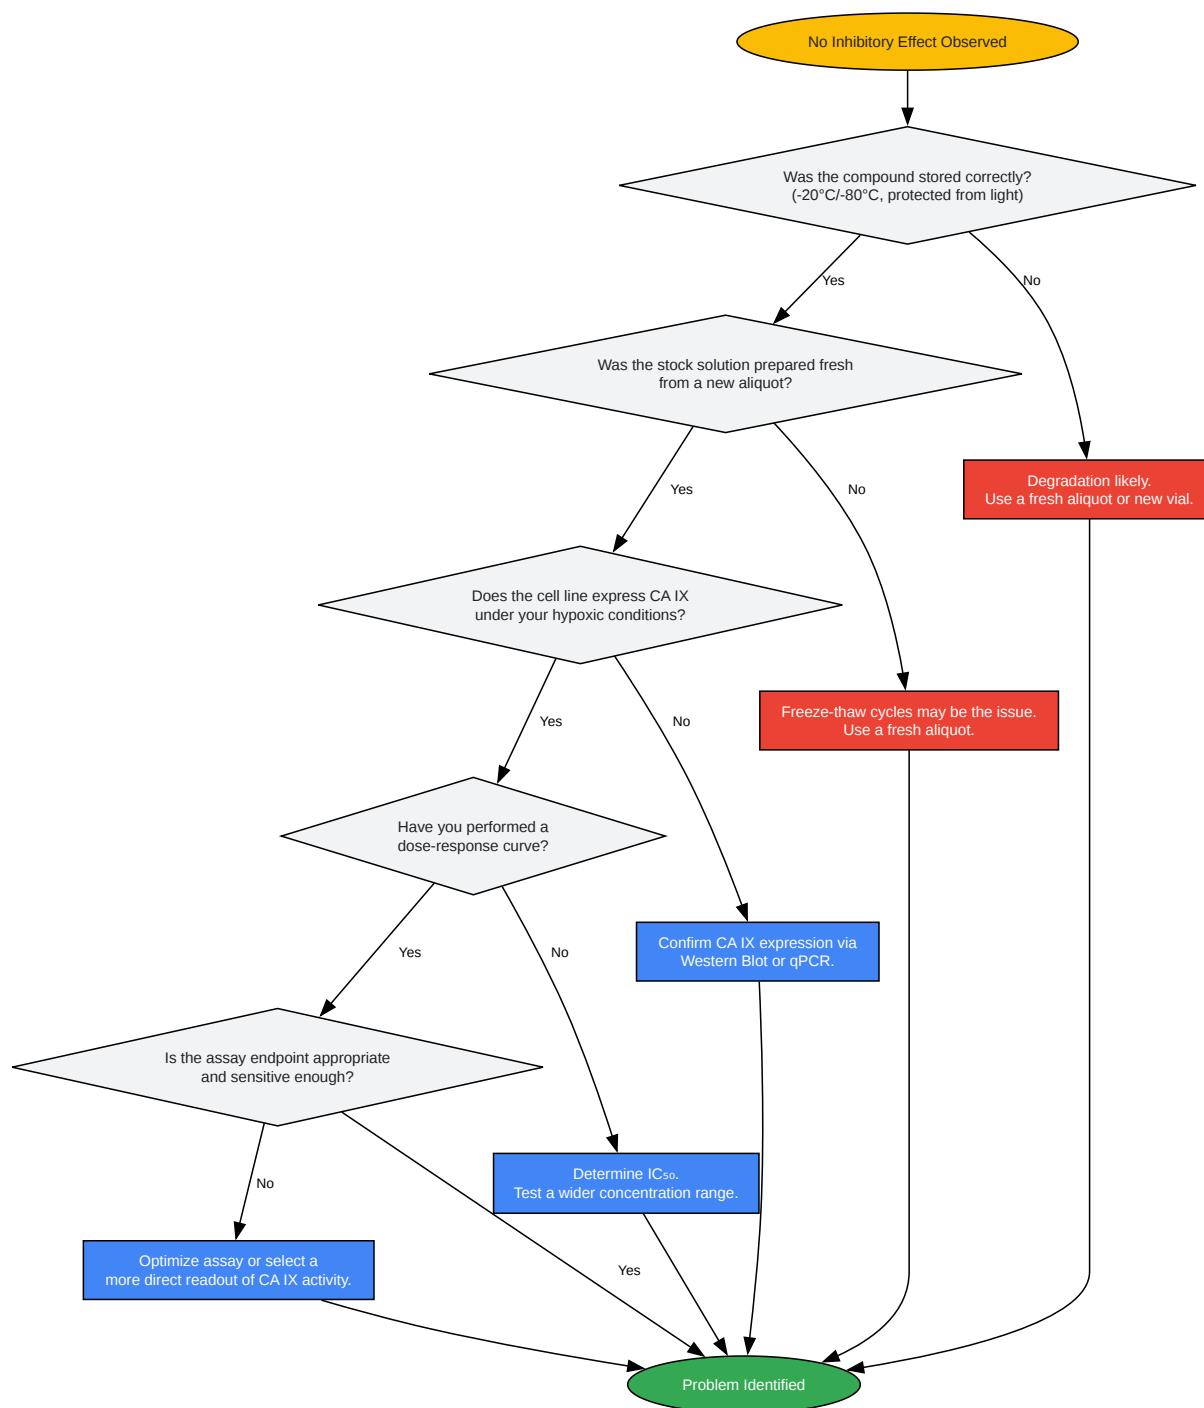 No Inhibitory Effect Observed
Was the compound stored correctly?
(-20°C/-80°C, protected from light)
Yes
No
Was the stock solution prepared fresh
from a new aliquot?
Degradation likely.
Use a fresh aliquot or new vial.
Yes
No
Does the cell line express CA IX
under your hypoxic conditions?
Freeze-thaw cycles may be the issue.
Use a fresh aliquot.
Yes
No
Have you performed a
dose-response curve?
Confirm CA IX expression via
Western Blot or qPCR.
Yes
No
Is the assay endpoint appropriate
and sensitive enough?
Determine IC₅₀.
Test a wider concentration range.
No
Optimize assay or select a
more direct readout of CA IX activity.
Yes
Problem Identified